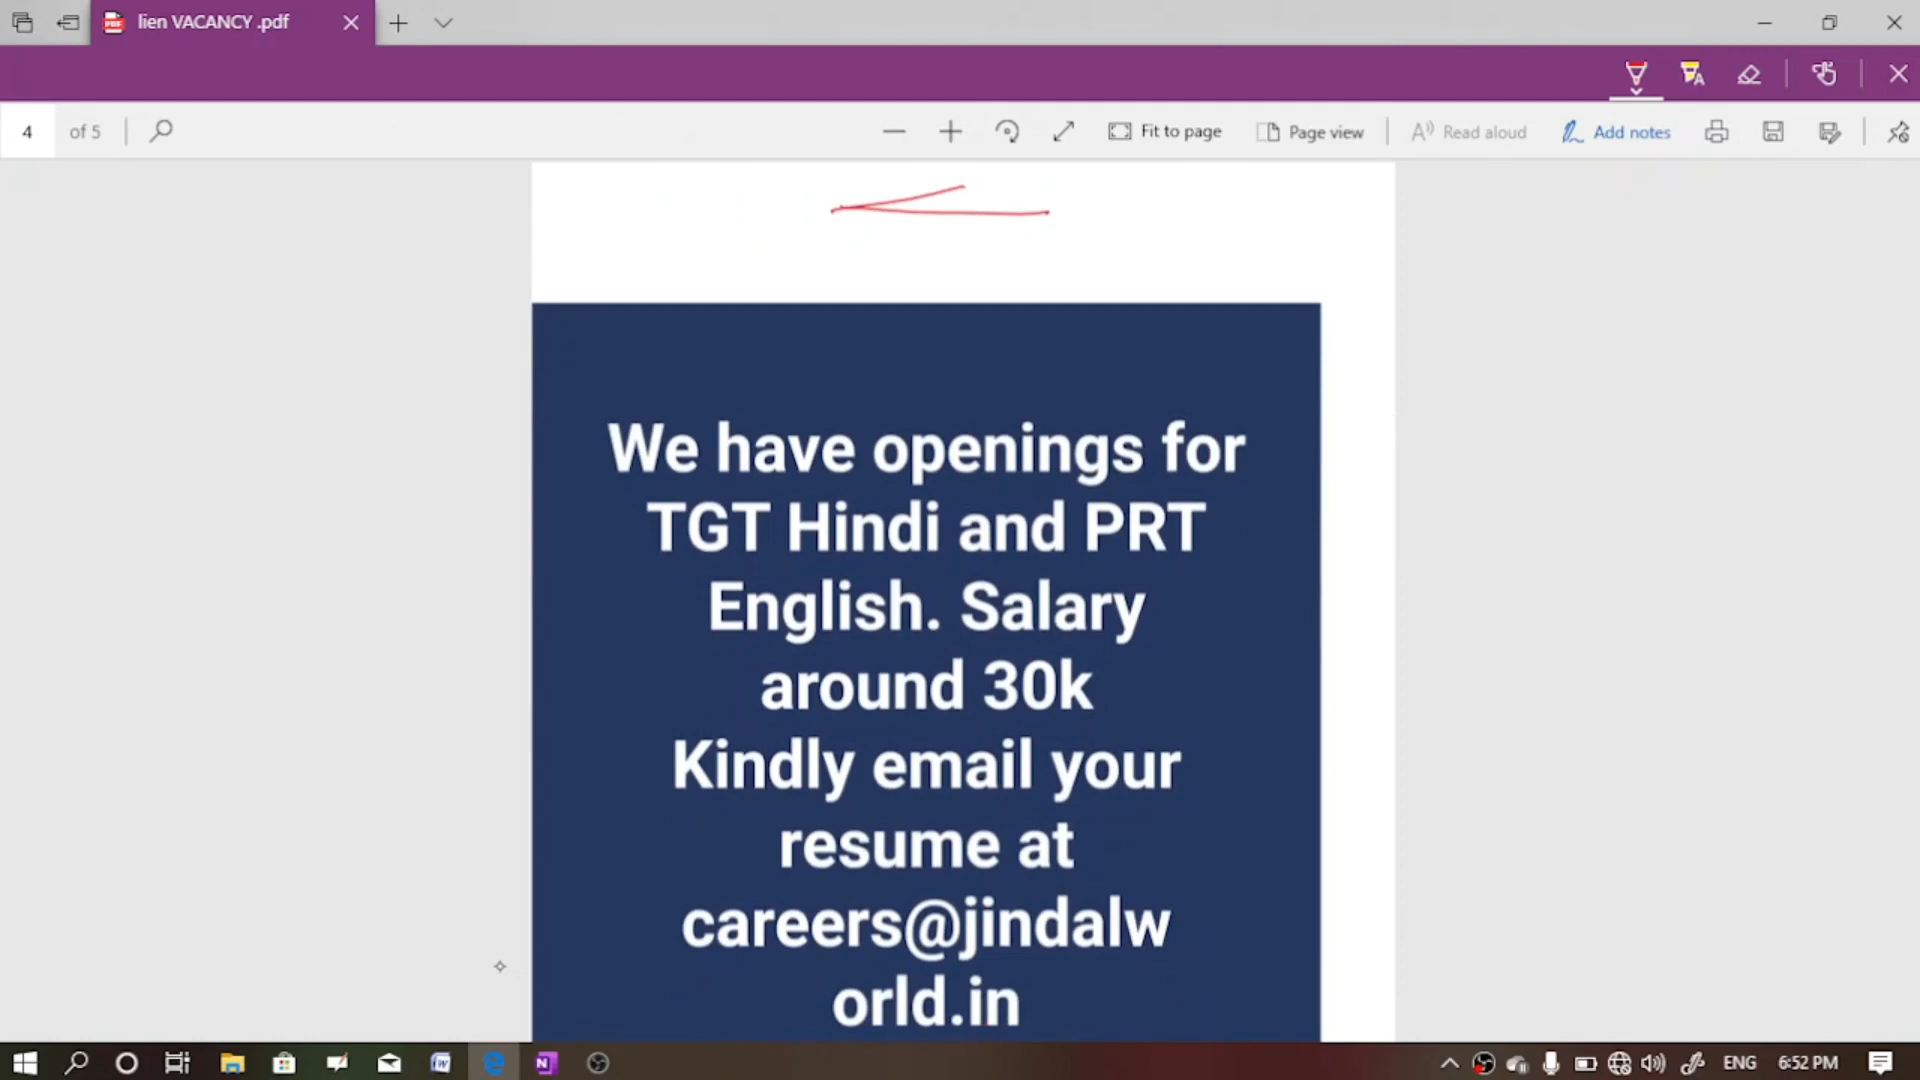 lien VACANCY .pdf
4 of 5
Fit to page
Page view
Read aloud
Add notes
We have openings for
TGT Hindi and PRT
English. Salary
around 30k
Kindly email your
resume at
careers@jindalw
orld.in
ENG
6:52 PM